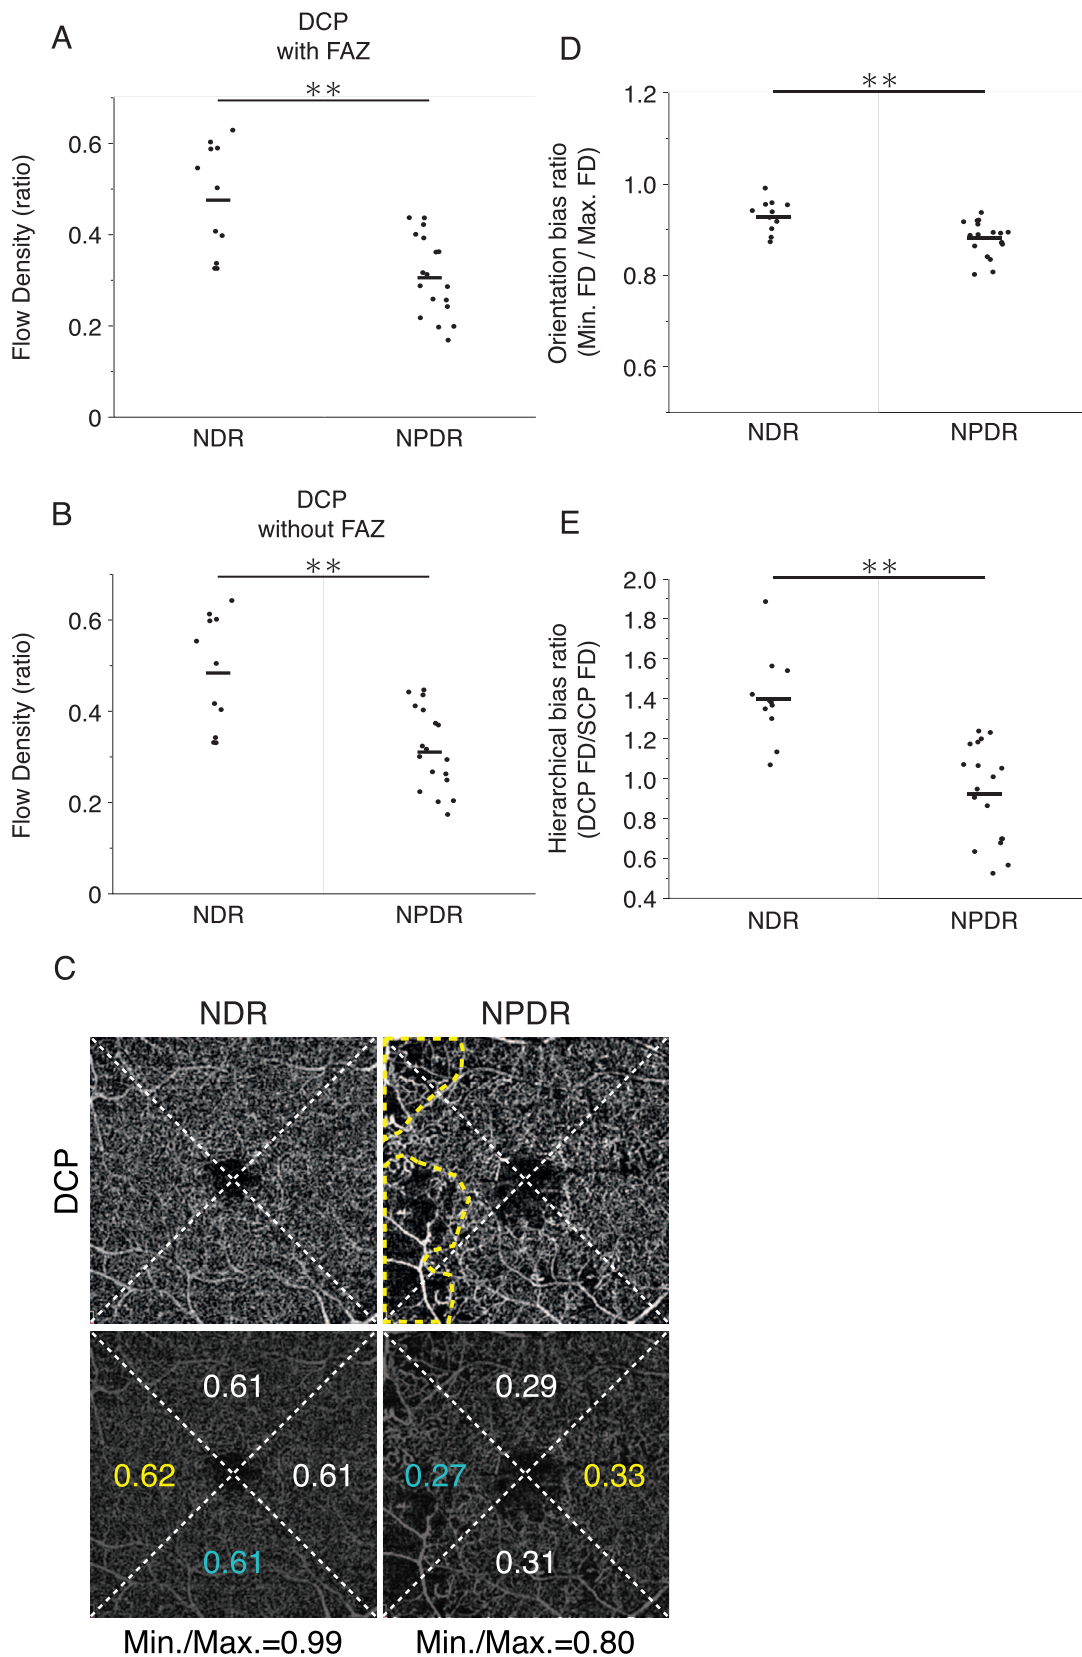 A
DCP
with FAZ
**
Flow Density (ratio)
0.6
0.4
0.2
0
NDR
NPDR
D
**
Orientation bias ratio
(Min. FD / Max. FD)
1.2
1.0
0.8
0.6
NDR
NPDR
B
DCP
without FAZ
**
Flow Density (ratio)
0.6
0.4
0.2
0
NDR
NPDR
E
**
Hierarchical bias ratio
(DCP FD/SCP FD)
2.0
1.8
1.6
1.4
1.2
1.0
0.8
0.6
0.4
NDR
NPDR
C
NDR
NPDR
DCP
0.61
0.62
0.61
0.61
0.29
0.27
0.33
0.31
Min./Max.=0.99
Min./Max.=0.80